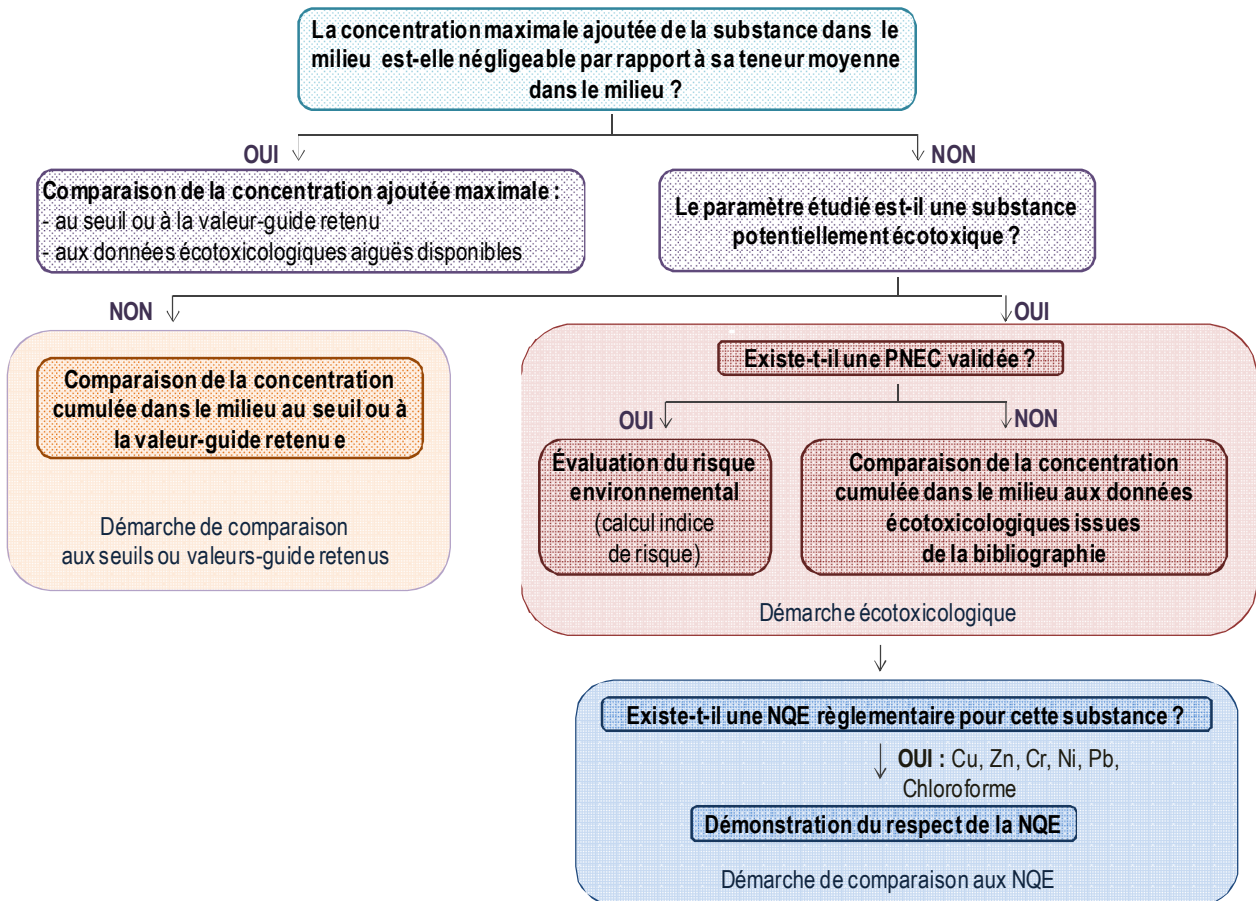 La concentration maximale ajoutée de la substance dans le
milieu est-elle négligeable par rapport à sa teneur moyenne
dans le milieu ?
OUI
NON
Comparaison de la concentration ajoutée maximale :
- au seuil ou à la valeur-guide retenu
- aux données écotoxicologiques aiguës disponibles
Le paramètre étudié est-il une substance
potentiellement écotoxique ?
NON
OUI
Comparaison de la concentration
cumulée dans le milieu au seuil ou à
la valeur-guide retenu e
Démarche de comparaison
aux seuils ou valeurs-guide retenus
Existe-t-il une PNEC validée ?
OUI
NON
Évaluation du risque
environnemental
(calcul indice
de risque)
Comparaison de la concentration
cumulée dans le milieu aux données
écotoxicologiques issues
de la bibliographie
Démarche écotoxicologique
Existe-t-il une NQE règlementaire pour cette substance ?
OUI : Cu, Zn, Cr, Ni, Pb,
Chloroforme
Démonstration du respect de la NQE
Démarche de comparaison aux NQE